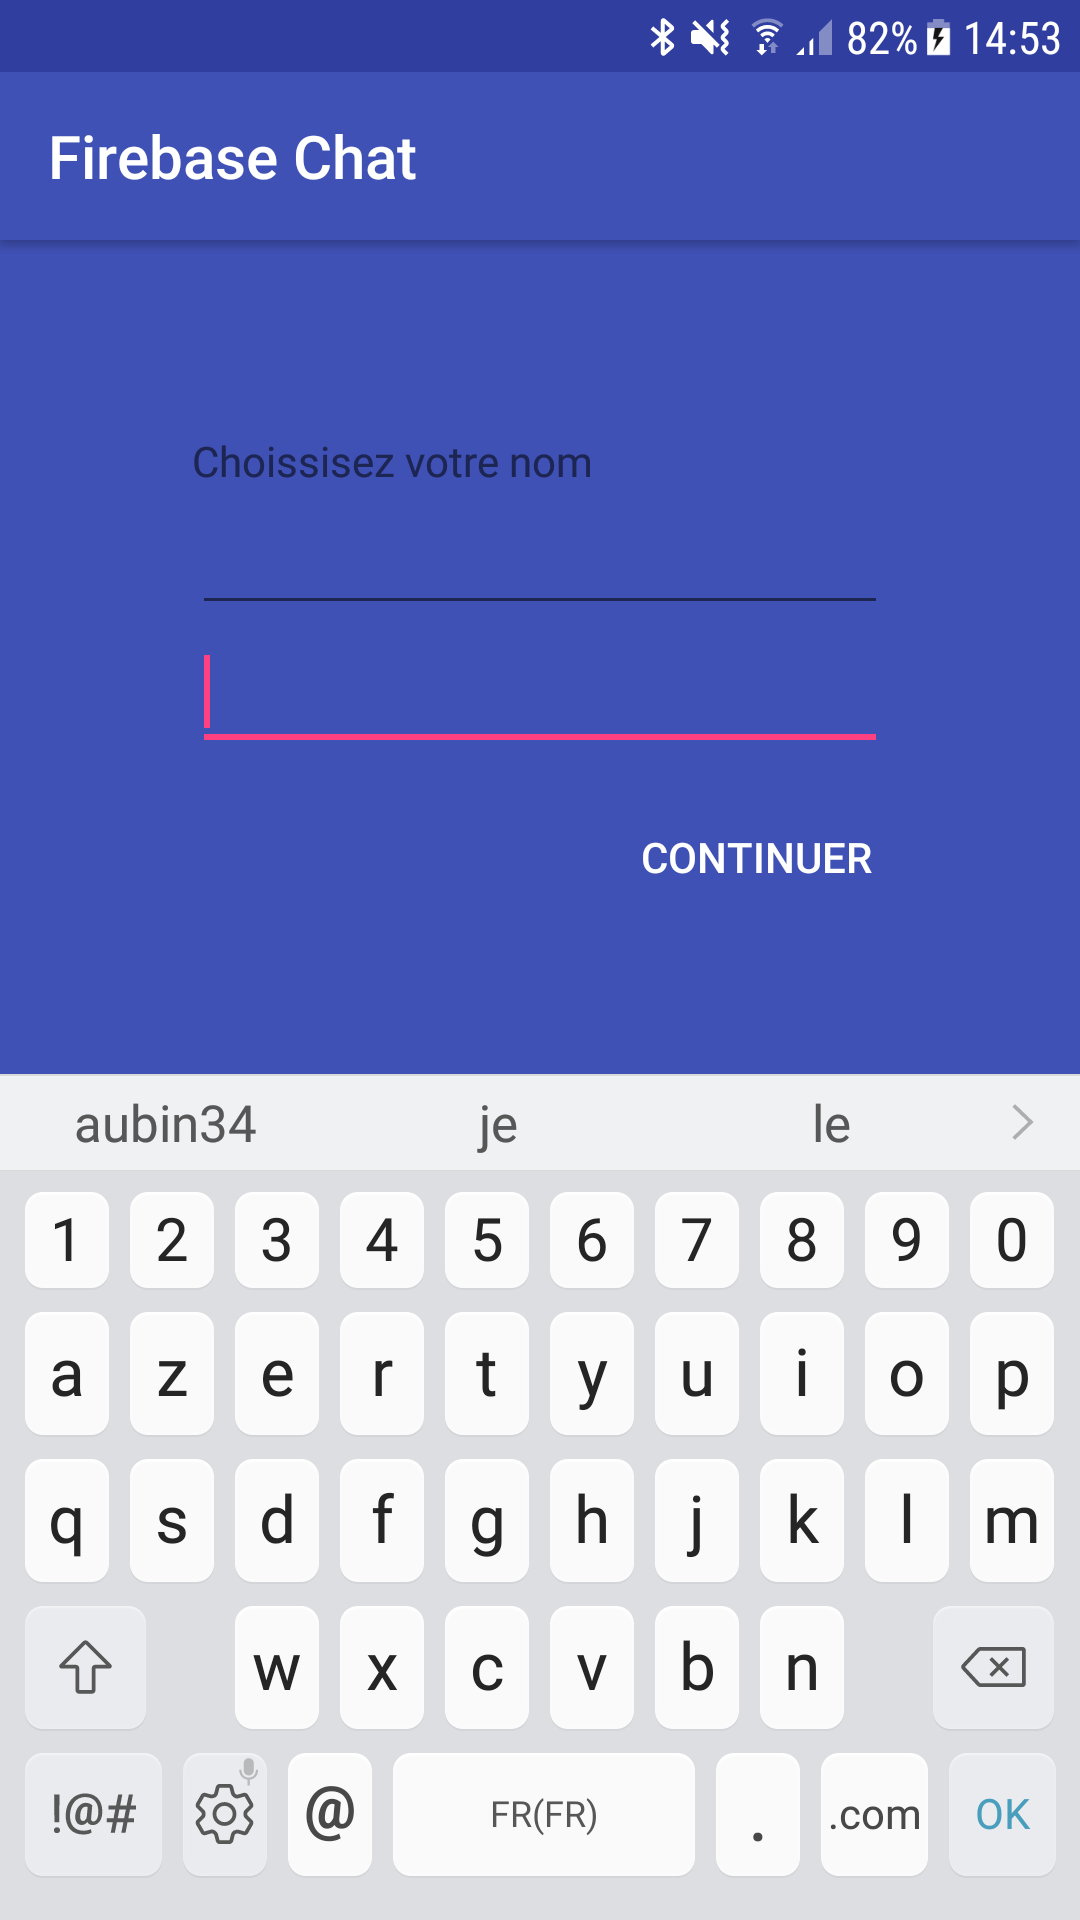 82% 14:53
Firebase Chat
Choissisez votre nom
CONTINUER
aubin34 je le
1 2 3 4 5 6 7 8 9 0
a z e r t y u i o p
q s d f g h j k l m
w x c v b n
!@# @ FR(FR) . .com OK